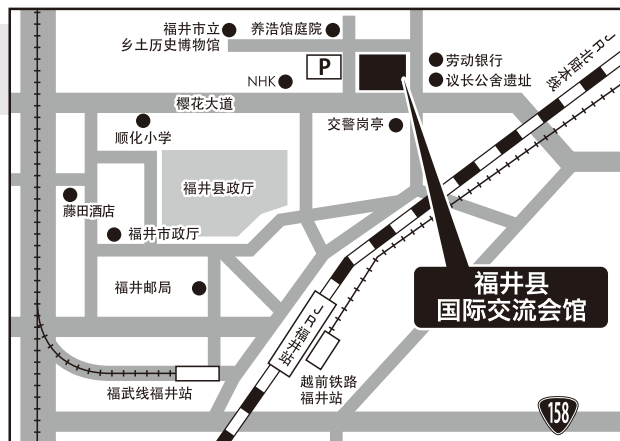 福井市立
乡土历史博物馆
养浩馆庭院
P
劳动银行
议长公舍遗址
JR北陆本线
NHK
樱花大道
交警岗亭
顺化小学
福井县政厅
藤田酒店
福井市政厅
福井邮局
福井县
国际交流会馆
JR福井站
越前铁路
福井站
福武线福井站
158